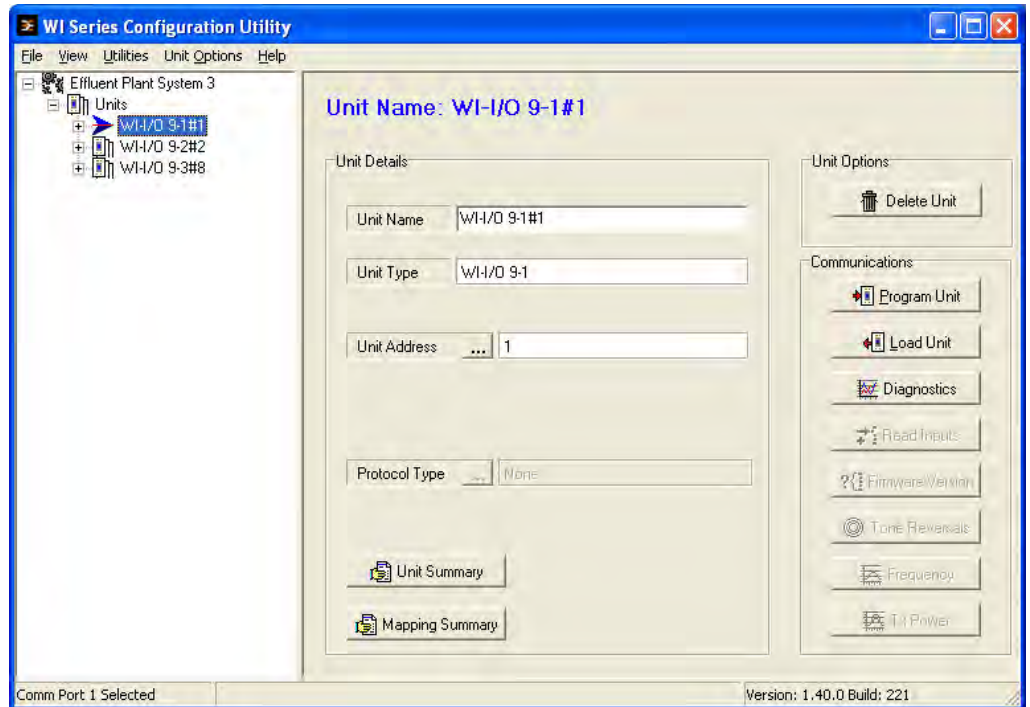 WI Series Configuration Utility
File View Utilities Unit Options Help
Effluent Plant System 3
Units
WI-I/O 9-1#1
WI-I/O 9-2#2
WI-I/O 9-3#8
Unit Name: WI-I/O 9-1#1
Unit Details
Unit Name WI-I/O 9-1#1
Unit Type WI-I/O 9-1
Unit Address ... 1
Protocol Type ... None
Unit Summary
Mapping Summary
Unit Options
Delete Unit
Communications
Program Unit
Load Unit
Diagnostics
Read Inputs
Firmware Version
Tone Reversals
Frequency
TX Power
Comm Port 1 Selected
Version: 1.40.0 Build: 221